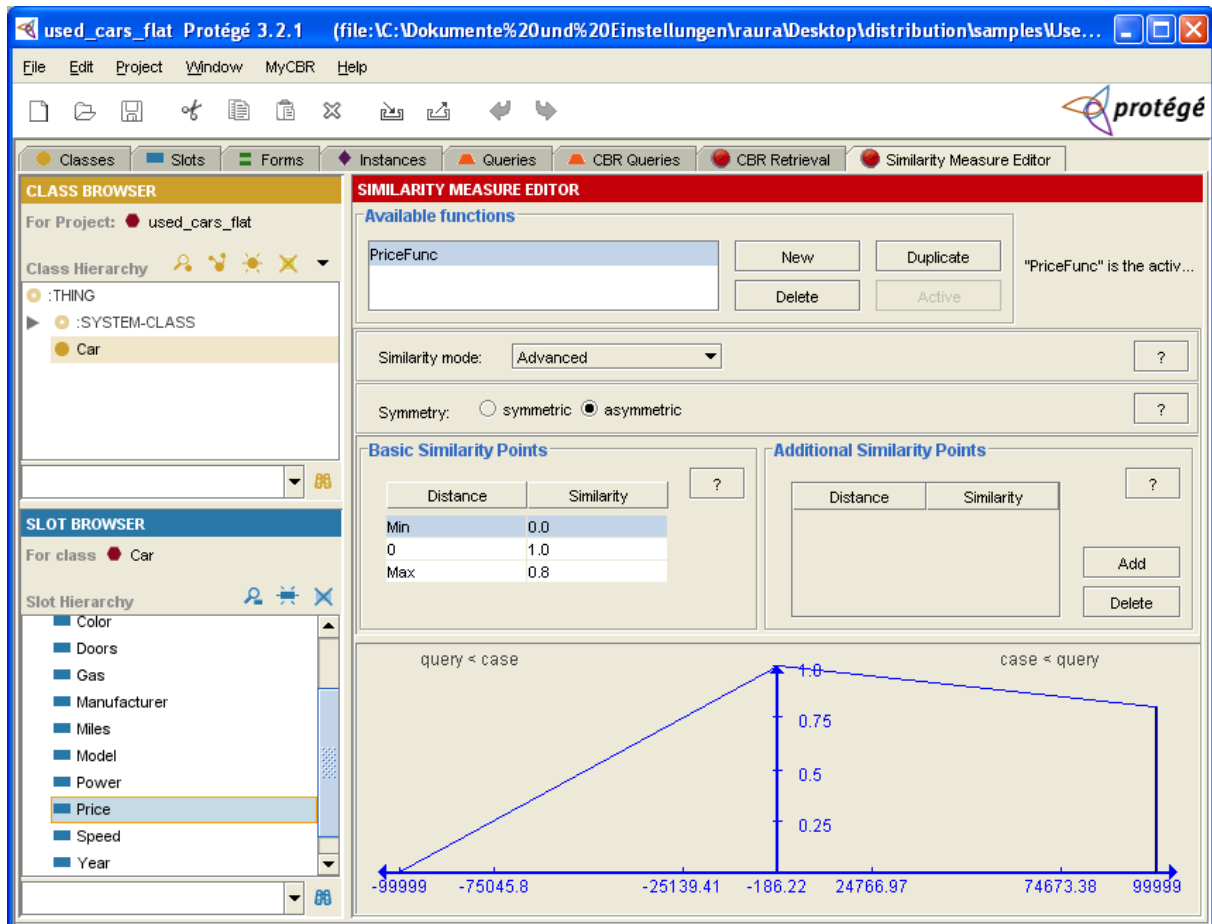 used_cars_flat Protégé 3.2.1 (file:\C:\Dokumente%20und%20Einstellungen\raura\Desktop\distribution\samples\Use...
File Edit Project Window MyCBR Help
protégé
Classes Slots Forms Instances Queries CBR Queries CBR Retrieval Similarity Measure Editor
CLASS BROWSER
For Project: used_cars_flat
Class Hierarchy
:THING
:SYSTEM-CLASS
Car
SLOT BROWSER
For class Car
Slot Hierarchy
Color
Doors
Gas
Manufacturer
Miles
Model
Power
Price
Speed
Year
SIMILARITY MEASURE EDITOR
Available functions
PriceFunc
New Duplicate
Delete Active
"PriceFunc" is the activ...
Similarity mode: Advanced ?
Symmetry: symmetric asymmetric ?
Basic Similarity Points
?
Distance Similarity
Min 0.0
0 1.0
Max 0.8
Additional Similarity Points
?
Distance Similarity
Add
Delete
query < case case < query
1.0
0.75
0.5
0.25
-99999 -75045.8 -25139.41 -186.22 24766.97 74673.38 99999